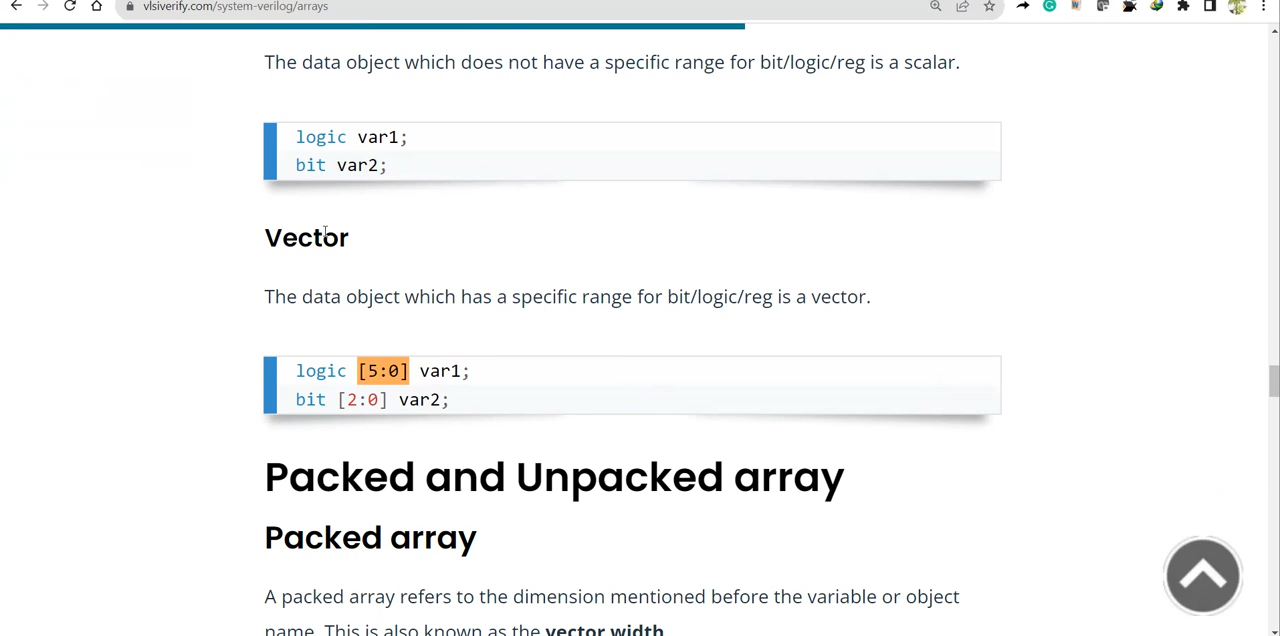 vlsiverify.com/system-verilog/arrays
The data object which does not have a specific range for bit/logic/reg is a scalar.
logic var1;
bit var2;
Vector
The data object which has a specific range for bit/logic/reg is a vector.
logic [5:0] var1;
bit [2:0] var2;
Packed and Unpacked array
Packed array
A packed array refers to the dimension mentioned before the variable or object
name. This is also known as the vector width.